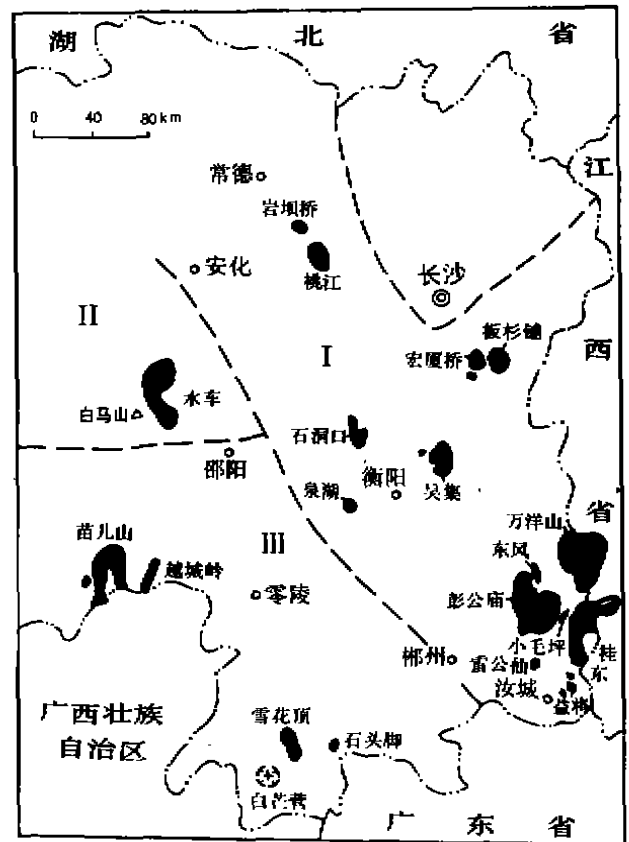 湖 北 省
0 40 80km
江
常德
岩坝桥
安化
桃江
长沙
II
I
板杉铺
宏厦桥
西
水车
白马山
石洞口
邵阳
衡阳
泉湖
吴集
万洋山
省
苗儿山
III
东风
越城岭
彭公庙
零陵
小毛坪
郴州
雷公仙
桂东
汝城
益将
广西壮族
自治区
雪花顶
石头脚
白芒营
广 东 省